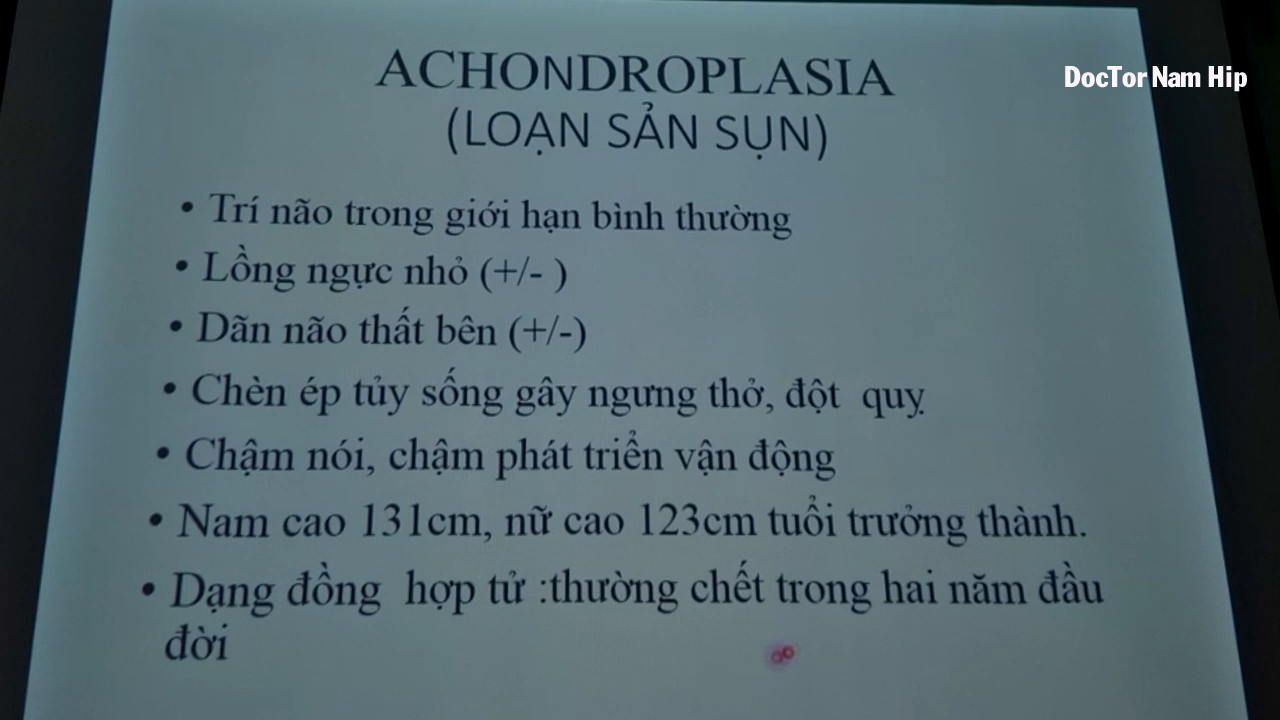 ACHONDROPLASIA
DocTor Nam Hip
(LOẠN SẢN SỤN)
• Trí não trong giới hạn bình thường
• Lồng ngực nhỏ (+/- )
• Dãn não thất bên (+/-)
• Chèn ép tủy sống gây ngưng thở, đột quỵ
• Chậm nói, chậm phát triển vận động
• Nam cao 131cm, nữ cao 123cm tuổi trưởng thành.
• Dạng đồng hợp tử :thường chết trong hai năm đầu
đời